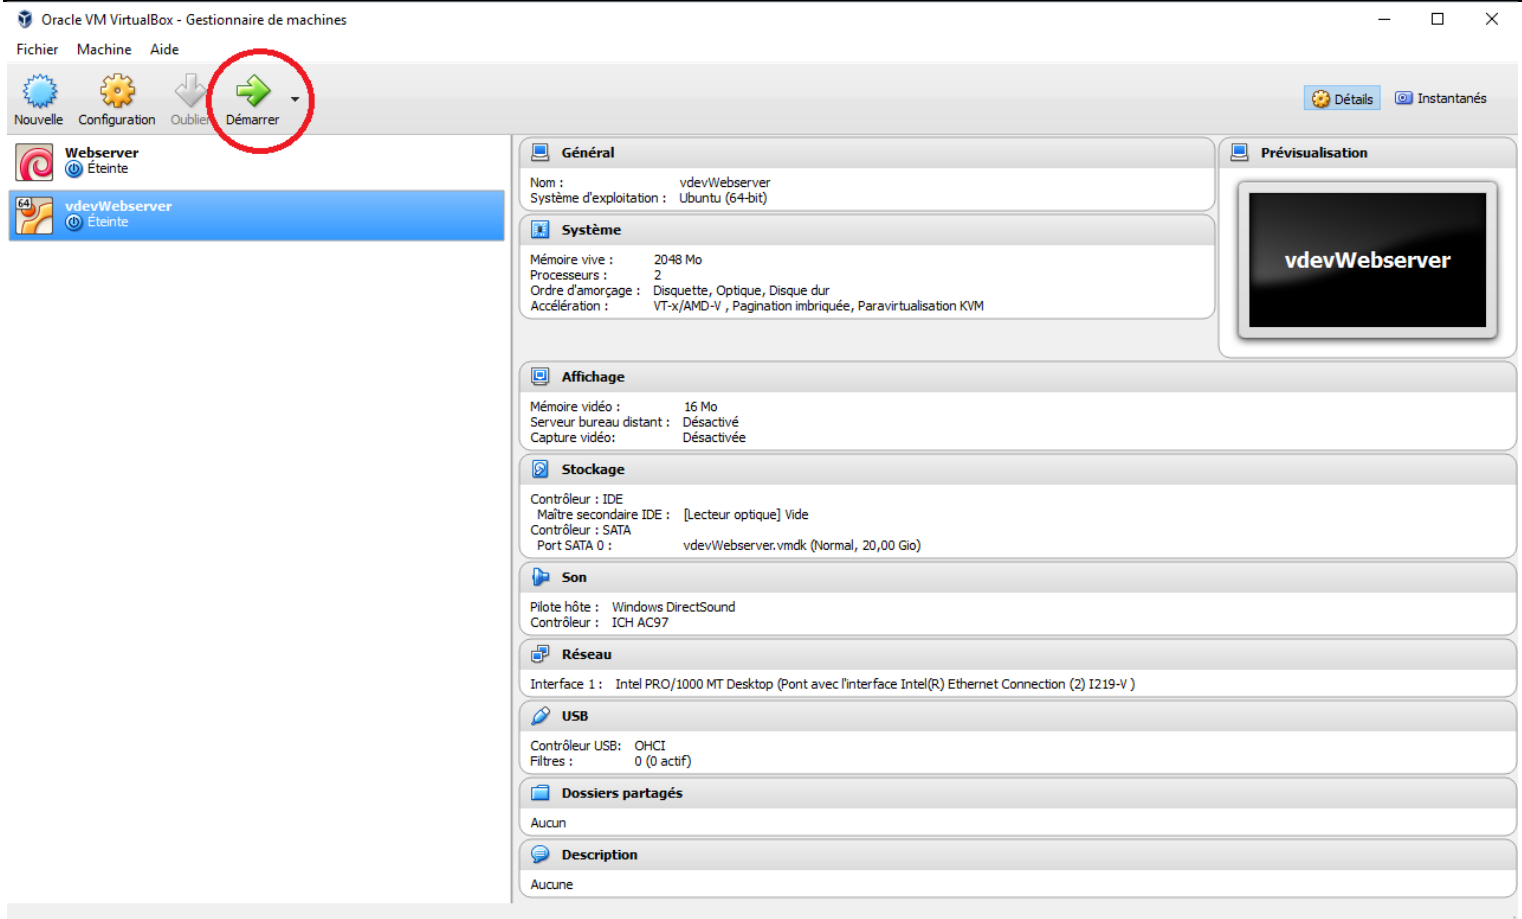 Oracle VM VirtualBox - Gestionnaire de machines
Fichier Machine Aide
Nouvelle Configuration Oublier Démarrer
Détails Instantanés
Webserver
Éteinte
64
vdevWebserver
Éteinte
Général
Nom : vdevWebserver
Système d'exploitation : Ubuntu (64-bit)
Système
Mémoire vive : 2048 Mo
Processeurs : 2
Ordre d'amorçage : Disquette, Optique, Disque dur
Accélération : VT-x/AMD-V , Pagination imbriquée, Paravirtualisation KVM
Prévisualisation
vdevWebserver
Affichage
Mémoire vidéo : 16 Mo
Serveur bureau distant : Désactivé
Capture vidéo: Désactivée
Stockage
Contrôleur : IDE
Maître secondaire IDE : [Lecteur optique] Vide
Contrôleur : SATA
Port SATA 0 : vdevWebserver.vmdk (Normal, 20,00 Gio)
Son
Pilote hôte : Windows DirectSound
Contrôleur : ICH AC97
Réseau
Interface 1 : Intel PRO/1000 MT Desktop (Pont avec l'interface Intel(R) Ethernet Connection (2) I219-V )
USB
Contrôleur USB: OHCI
Filtres : 0 (0 actif)
Dossiers partagés
Aucun
Description
Aucune